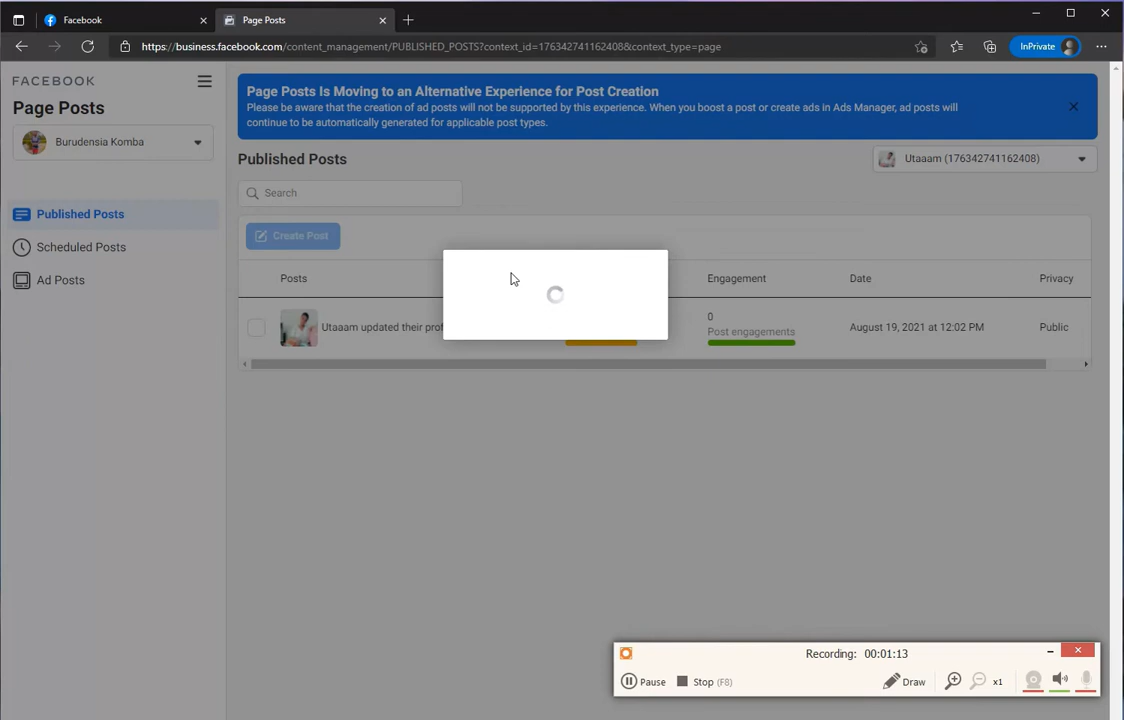 Facebook
Page Posts
https://business.facebook.com/content_management/PUBLISHED_POSTS?context_id=176342741162408&context_type=page
InPrivate
FACEBOOK
Page Posts
Burudensia Komba
Published Posts
Scheduled Posts
Ad Posts
Page Posts Is Moving to an Alternative Experience for Post Creation
Please be aware that the creation of ad posts will not be supported by this experience. When you boost a post or create ads in Ads Manager, ad posts will
continue to be automatically generated for applicable post types.
Published Posts
Utaaam (176342741162408)
Search
Create Post
Posts
Engagement
Date
Privacy
Utaaam updated their prof
0
Post engagements
August 19, 2021 at 12:02 PM
Public
Recording: 00:01:13
Pause
Stop (F8)
Draw
x1